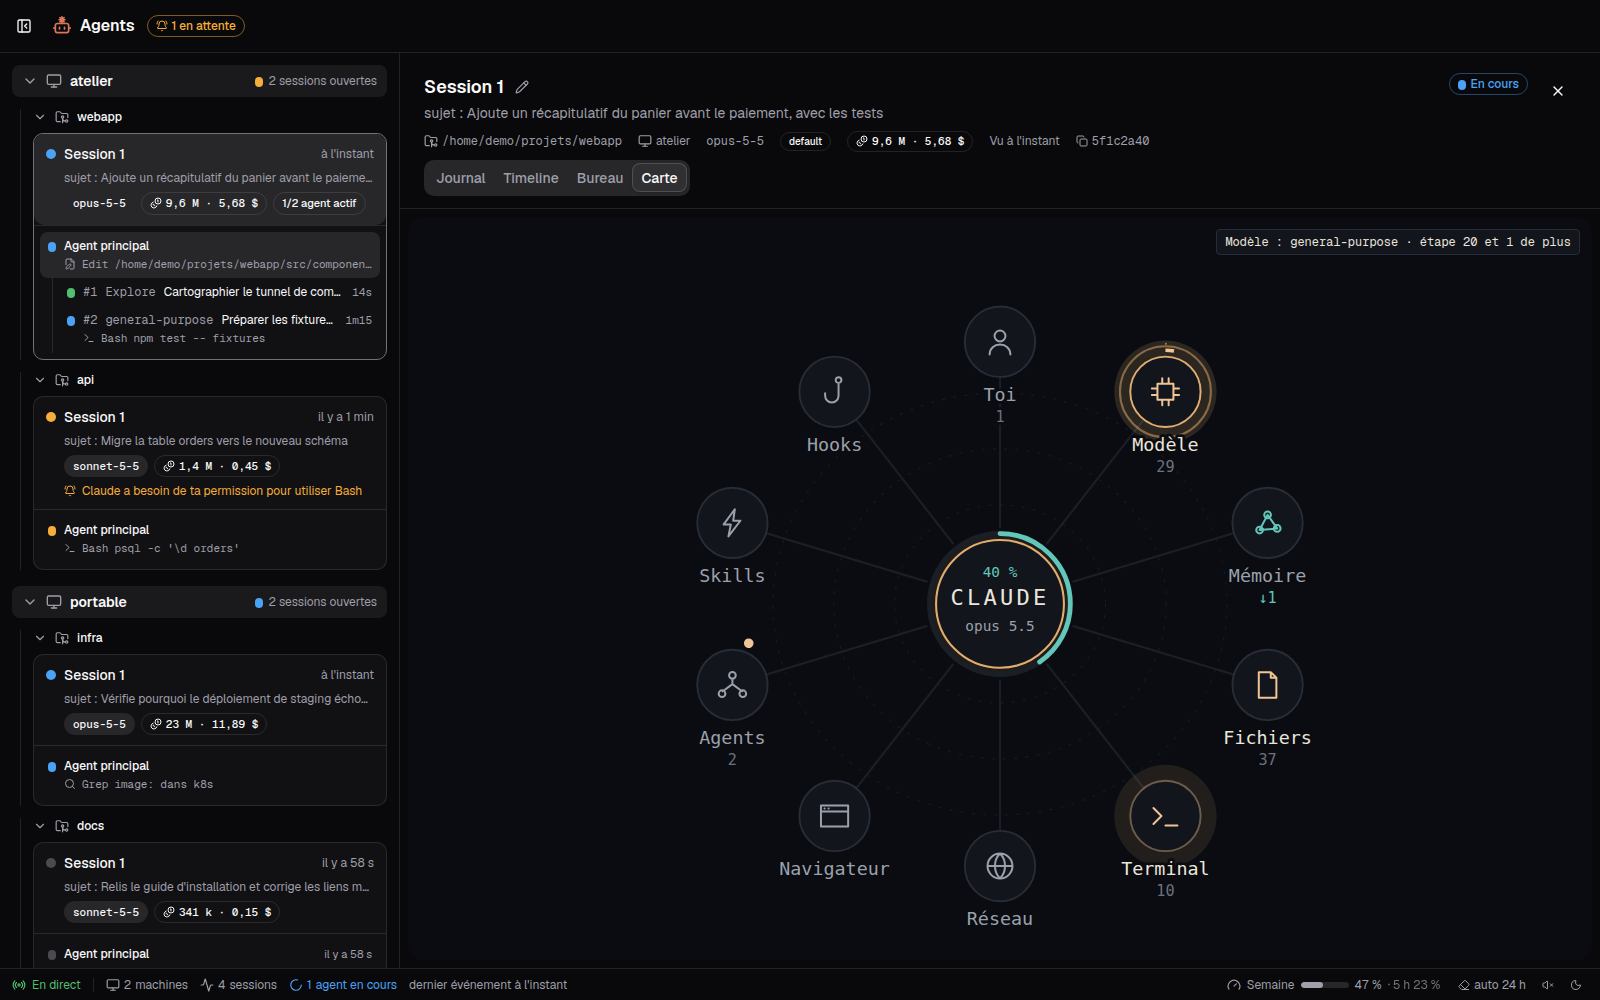 Agents
1 en attente
atelier
2 sessions ouvertes
webapp
Session 1
à l'instant
sujet : Ajoute un récapitulatif du panier avant le paieme…
opus-5-5
9,6 M · 5,68 $
1/2 agent actif
Agent principal
Edit /home/demo/projets/webapp/src/componen…
#1 Explore Cartographier le tunnel de com… 14s
#2 general-purpose Préparer les fixture… 1m15
Bash npm test -- fixtures
api
Session 1
il y a 1 min
sujet : Migre la table orders vers le nouveau schéma
sonnet-5-5
1,4 M · 0,45 $
Claude a besoin de ta permission pour utiliser Bash
Agent principal
Bash psql -c '\d orders'
portable
2 sessions ouvertes
infra
Session 1
à l'instant
sujet : Vérifie pourquoi le déploiement de staging écho…
opus-5-5
23 M · 11,89 $
Agent principal
Grep image: dans k8s
docs
Session 1
il y a 58 s
sujet : Relis le guide d'installation et corrige les liens m…
sonnet-5-5
341 k · 0,15 $
Agent principal
il y a 58 s
Session 1
En cours
sujet : Ajoute un récapitulatif du panier avant le paiement, avec les tests
/home/demo/projets/webapp
atelier
opus-5-5
default
9,6 M · 5,68 $
Vu à l'instant
5f1c2a40
Journal
Timeline
Bureau
Carte
Modèle : general-purpose · étape 20 et 1 de plus
Toi
1
Hooks
Modèle
29
Skills
Mémoire
↓1
40 %
CLAUDE
opus 5.5
Agents
2
Fichiers
37
Navigateur
Terminal
10
Réseau
En direct
2 machines
4 sessions
1 agent en cours
dernier événement à l'instant
Semaine
47 % · 5 h 23 %
auto 24 h